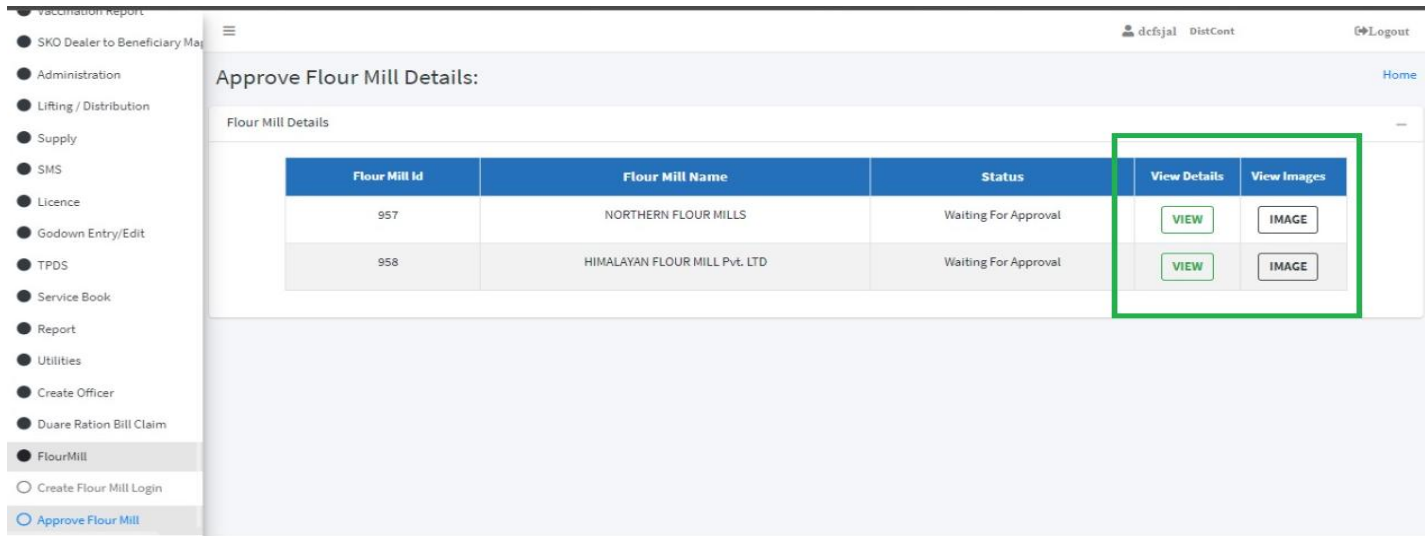 Vaccination Report
SKO Dealer to Beneficiary Map
Administration
Lifting / Distribution
Supply
SMS
Licence
Godown Entry/Edit
TPDS
Service Book
Report
Utilities
Create Officer
Duare Ration Bill Claim
FlourMill
Create Flour Mill Login
Approve Flour Mill
dcfsjal DistCont Logout
Approve Flour Mill Details: Home
Flour Mill Details
Flour Mill Id Flour Mill Name Status View Details View Images
957 NORTHERN FLOUR MILLS Waiting For Approval VIEW IMAGE
958 HIMALAYAN FLOUR MILL Pvt. LTD Waiting For Approval VIEW IMAGE